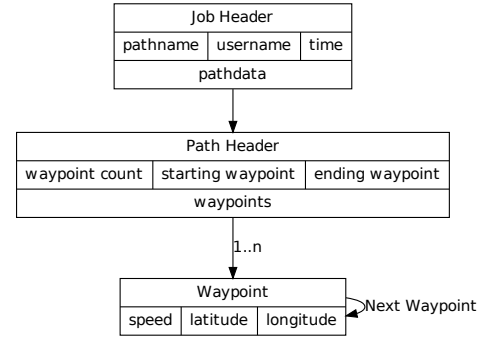 Job Header
pathname username time
pathdata
Path Header
waypoint count starting waypoint ending waypoint
waypoints
1..n
Waypoint
Next Waypoint
speed latitude longitude